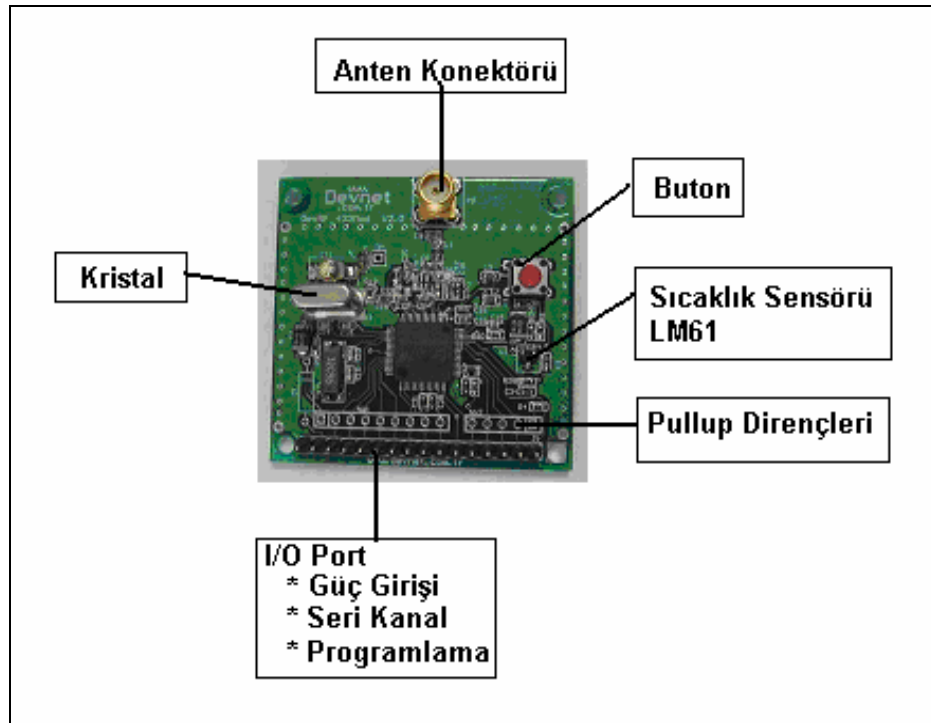 Anten Konektörü
Devnet
Buton
Kristal
Sıcaklık Sensörü
LM61
Pullup Dirençleri
I/O Port
* Güç Girişi
* Seri Kanal
* Programlama